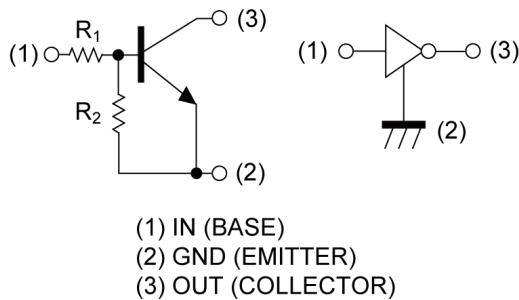 (3)
(1)
R₁
R₂
(2)
(1)
(3)
(2)
(1) IN (BASE)
(2) GND (EMITTER)
(3) OUT (COLLECTOR)